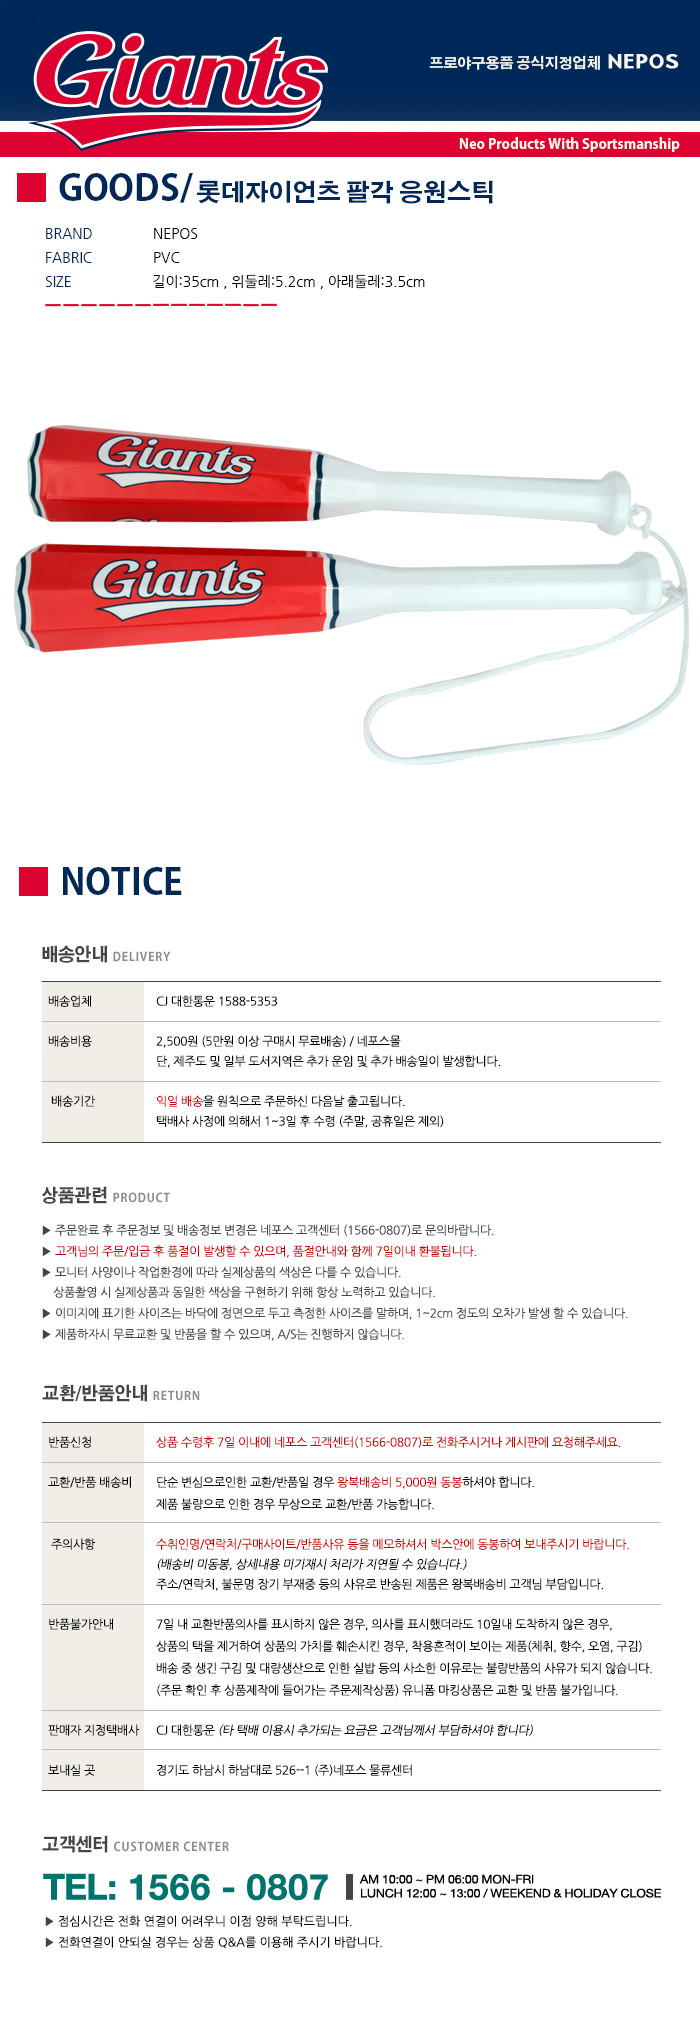 Giants
프로야구용품 공식지정업체 NEPOS
Neo Products With Sportsmanship
GOODS/ 롯데자이언츠 팔각 응원스틱
BRAND NEPOS
FABRIC PVC
SIZE 길이:35cm , 위둘레:5.2cm , 아래둘레:3.5cm
Giants
Giants
NOTICE
배송안내 DELIVERY
배송업체 CJ 대한통운 1588-5353
배송비용 2,500원 (5만원 이상 구매시 무료배송) / 네포스몰
단, 제주도 및 일부 도서지역은 추가 운임 및 추가 배송일이 발생합니다.
배송기간 익일 배송을 원칙으로 주문하신 다음날 출고됩니다.
택배사 사정에 의해서 1~3일 후 수령 (주말, 공휴일은 제외)
상품관련 PRODUCT
▶ 주문완료 후 주문정보 및 배송정보 변경은 네포스 고객센터 (1566-0807)로 문의바랍니다.
▶ 고객님의 주문/입금 후 품절이 발생할 수 있으며, 품절안내와 함께 7일이내 환불됩니다.
▶ 모니터 사양이나 작업환경에 따라 실제상품의 색상은 다를 수 있습니다.
상품촬영 시 실제상품과 동일한 색상을 구현하기 위해 항상 노력하고 있습니다.
▶ 이미지에 표기한 사이즈는 바닥에 정면으로 두고 측정한 사이즈를 말하며, 1~2cm 정도의 오차가 발생 할 수 있습니다.
▶ 제품하자시 무료교환 및 반품을 할 수 있으며, A/S는 진행하지 않습니다.
교환/반품안내 RETURN
반품신청 상품 수령후 7일 이내에 네포스 고객센터(1566-0807)로 전화주시거나 게시판에 요청해주세요.
교환/반품 배송비 단순 변심으로인한 교환/반품일 경우 왕복배송비 5,000원 동봉하셔야 합니다.
제품 불량으로 인한 경우 무상으로 교환/반품 가능합니다.
주의사항 수취인명/연락처/구매사이트/반품사유 등을 메모하셔서 박스안에 동봉하여 보내주시기 바랍니다.
(배송비 미동봉, 상세내용 미기재시 처리가 지연될 수 있습니다.)
주소/연락처, 불문명 장기 부재중 등의 사유로 반송된 제품은 왕복배송비 고객님 부담입니다.
반품불가안내 7일 내 교환반품의사를 표시하지 않은 경우, 의사를 표시했더라도 10일내 도착하지 않은 경우,
상품의 택을 제거하여 상품의 가치를 훼손시킨 경우, 착용흔적이 보이는 제품(체취, 향수, 오염, 구김)
배송 중 생긴 구김 및 대량생산으로 인한 실밥 등의 사소한 이유로는 불량반품의 사유가 되지 않습니다.
(주문 확인 후 상품제작에 들어가는 주문제작상품) 유니폼 마킹상품은 교환 및 반품 불가입니다.
판매자 지정택배사 CJ 대한통운 (타 택배 이용시 추가되는 요금은 고객님께서 부담하셔야 합니다)
보내실 곳 경기도 하남시 하남대로 526--1 (주)네포스 물류센터
고객센터 CUSTOMER CENTER
TEL: 1566 - 0807
AM 10:00 ~ PM 06:00 MON-FRI
LUNCH 12:00 ~ 13:00 / WEEKEND & HOLIDAY CLOSE
▶ 점심시간은 전화 연결이 어려우니 이점 양해 부탁드립니다.
▶ 전화연결이 안되실 경우는 상품 Q&A를 이용해 주시기 바랍니다.